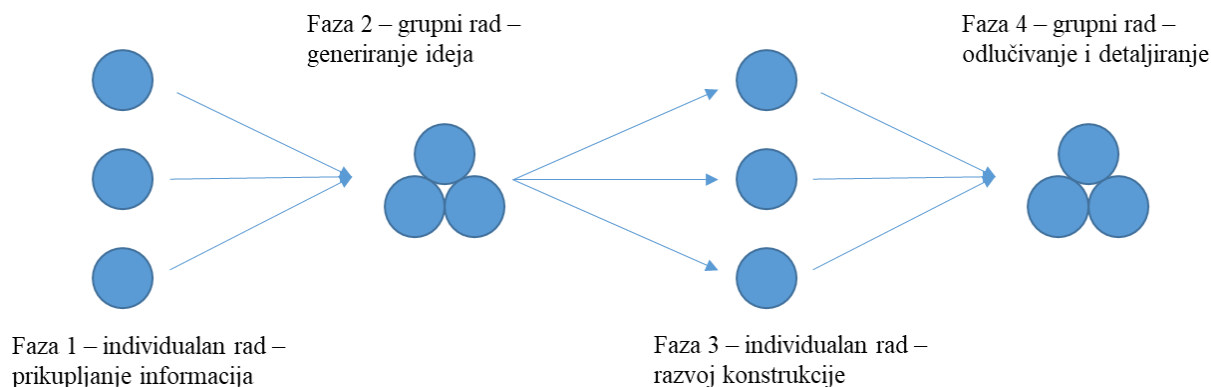 Faza 2 – grupni rad –
generiranje ideja
Faza 4 – grupni rad –
odlučivanje i detaljiranje
Faza 1 – individualan rad –
prikupljanje informacija
Faza 3 – individualan rad –
razvoj konstrukcije